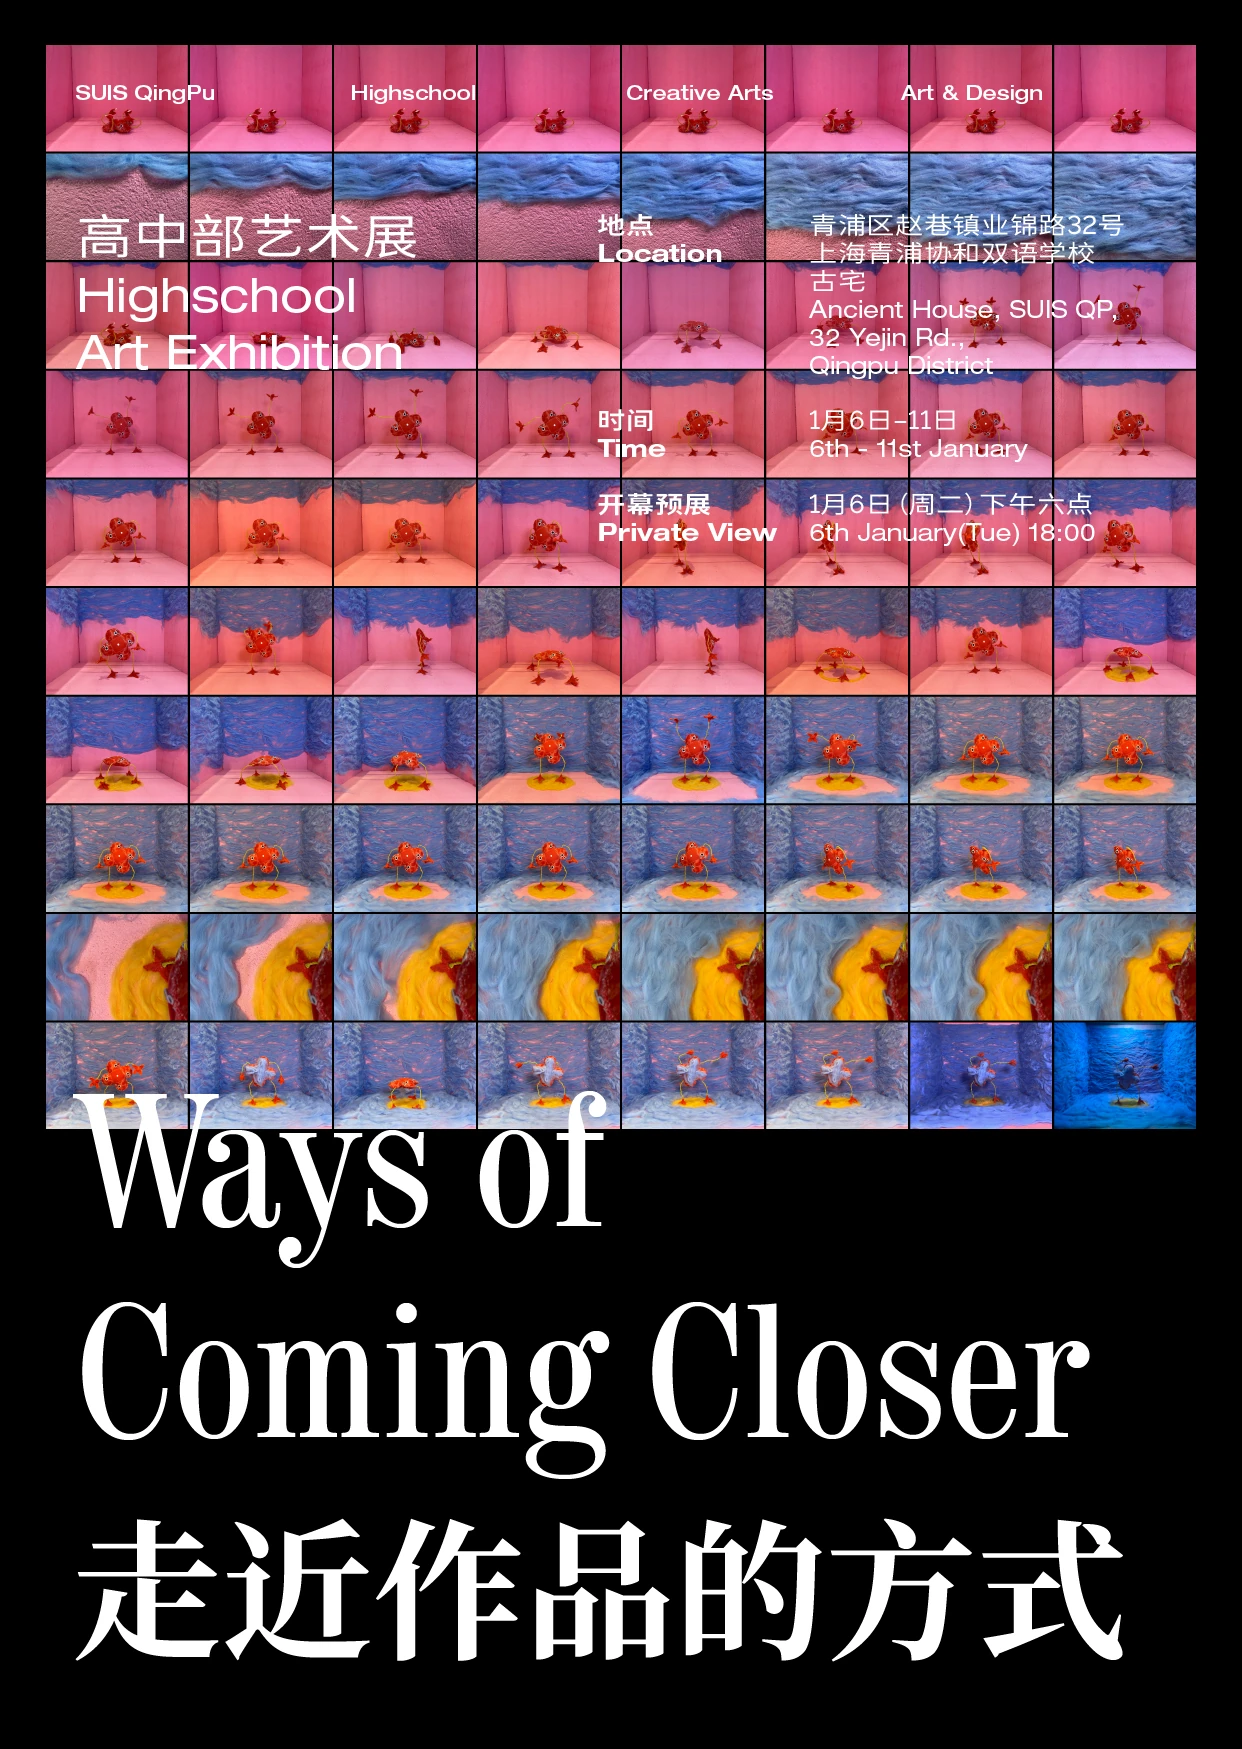 SUIS QingPu Highschool Creative Arts Art & Design
高中部艺术展
Highschool
Art Exhibition
地点
Location
青浦区赵巷镇业锦路32号
上海青浦协和双语学校
古宅
Ancient House, SUIS QP,
32 Yejin Rd.,
Qingpu District
时间
Time
1月6日–11日
6th - 11st January
开幕预展
Private View
1月6日（周二）下午六点
6th January(Tue) 18:00
Ways of
Coming Closer
走近作品的方式